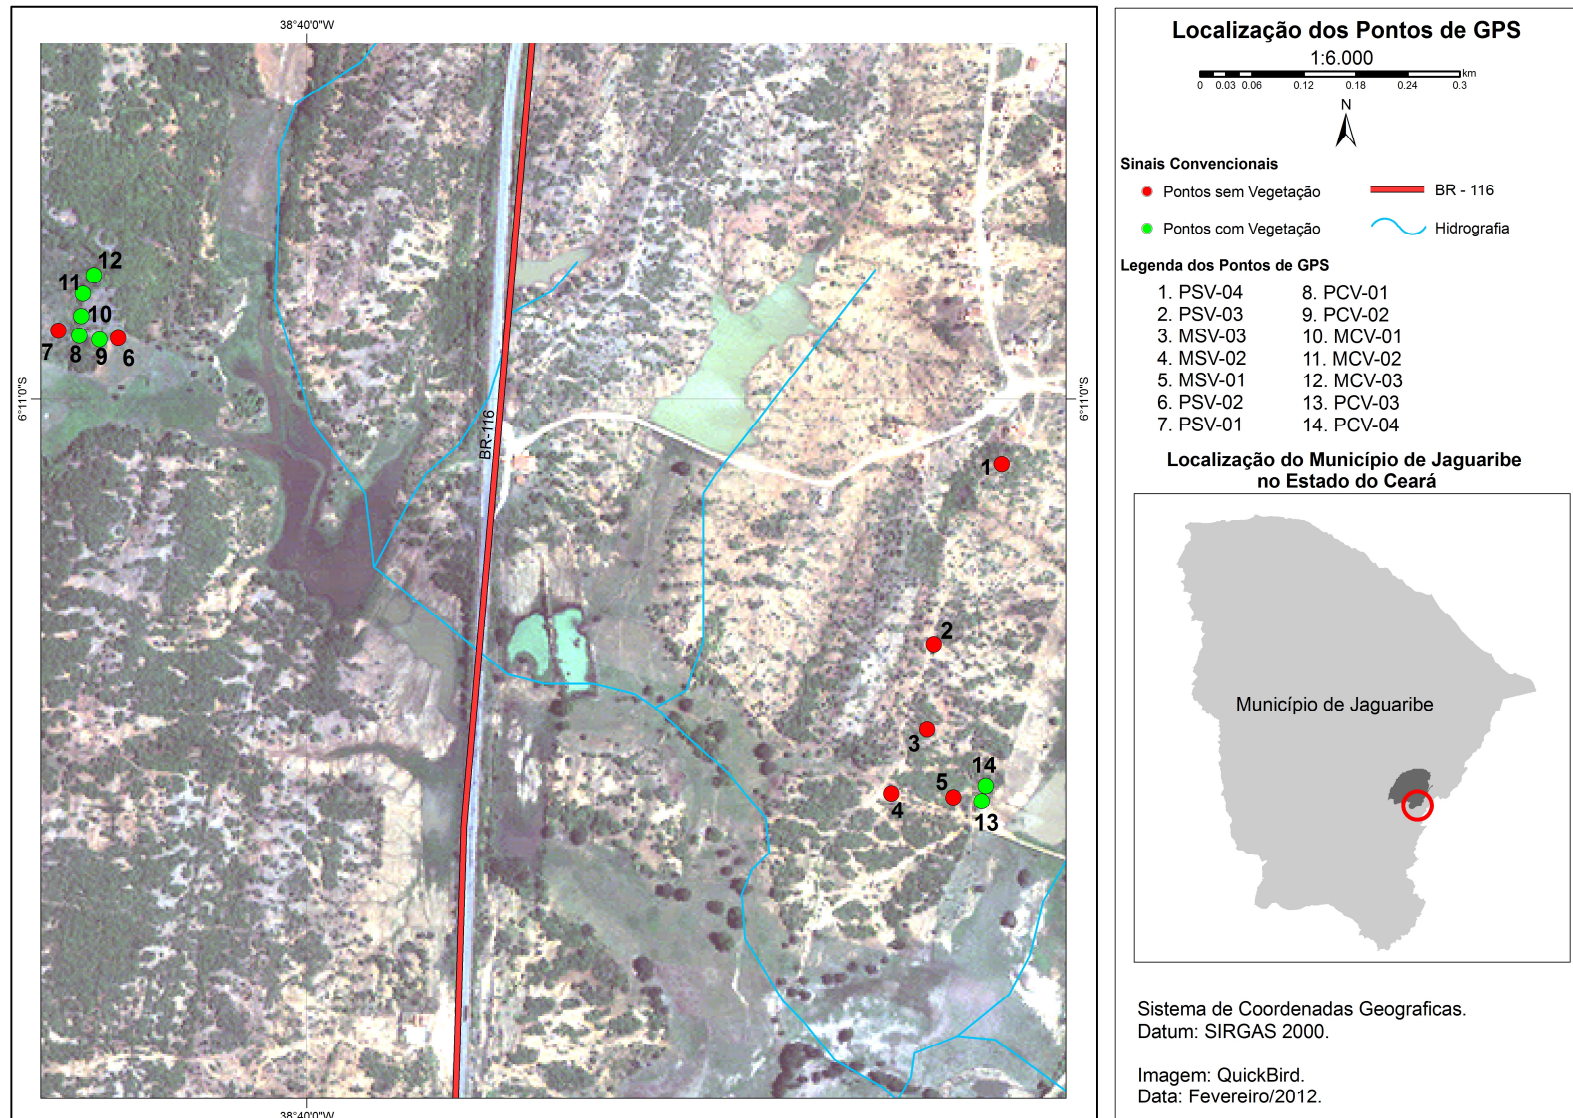 38°40'0"W
6°11'0"S
6°11'0"S
BR-116
12
11
10
7
8
9
6
1
2
3
4
5
14
13
38°40'0"W
Localização dos Pontos de GPS
1:6.000
km
0 0.03 0.06 0.12 0.18 0.24 0.3
N
Sinais Convencionais
Pontos sem Vegetação
BR - 116
Pontos com Vegetação
Hidrografia
Legenda dos Pontos de GPS
1. PSV-04
2. PSV-03
3. MSV-03
4. MSV-02
5. MSV-01
6. PSV-02
7. PSV-01
8. PCV-01
9. PCV-02
10. MCV-01
11. MCV-02
12. MCV-03
13. PCV-03
14. PCV-04
Localização do Município de Jaguaribe
no Estado do Ceará
Município de Jaguaribe
Sistema de Coordenadas Geograficas.
Datum: SIRGAS 2000.
Imagem: QuickBird.
Data: Fevereiro/2012.